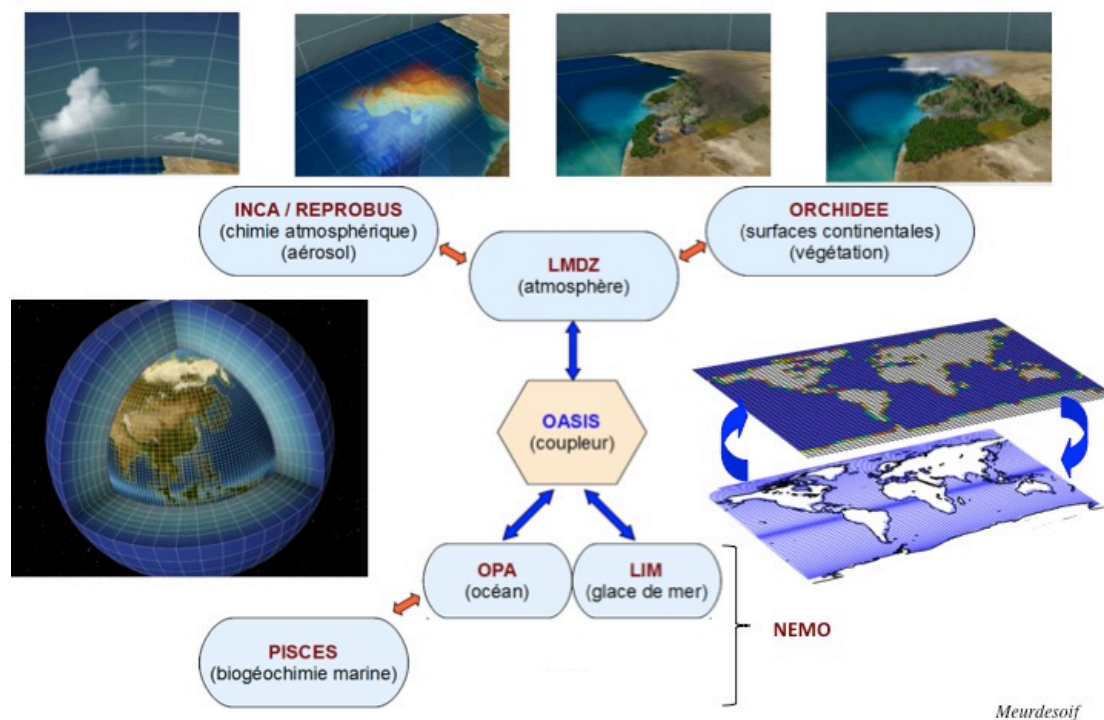 INCA / REPROBUS
(chimie atmosphérique)
(aérosol)
ORCHIDEE
(surfaces continentales)
(végétation)
LMDZ
(atmosphère)
OASIS
(coupleur)
OPA
(océan)
LIM
(glace de mer)
NEMO
PISCES
(biogéochimie marine)
Meurdesoif